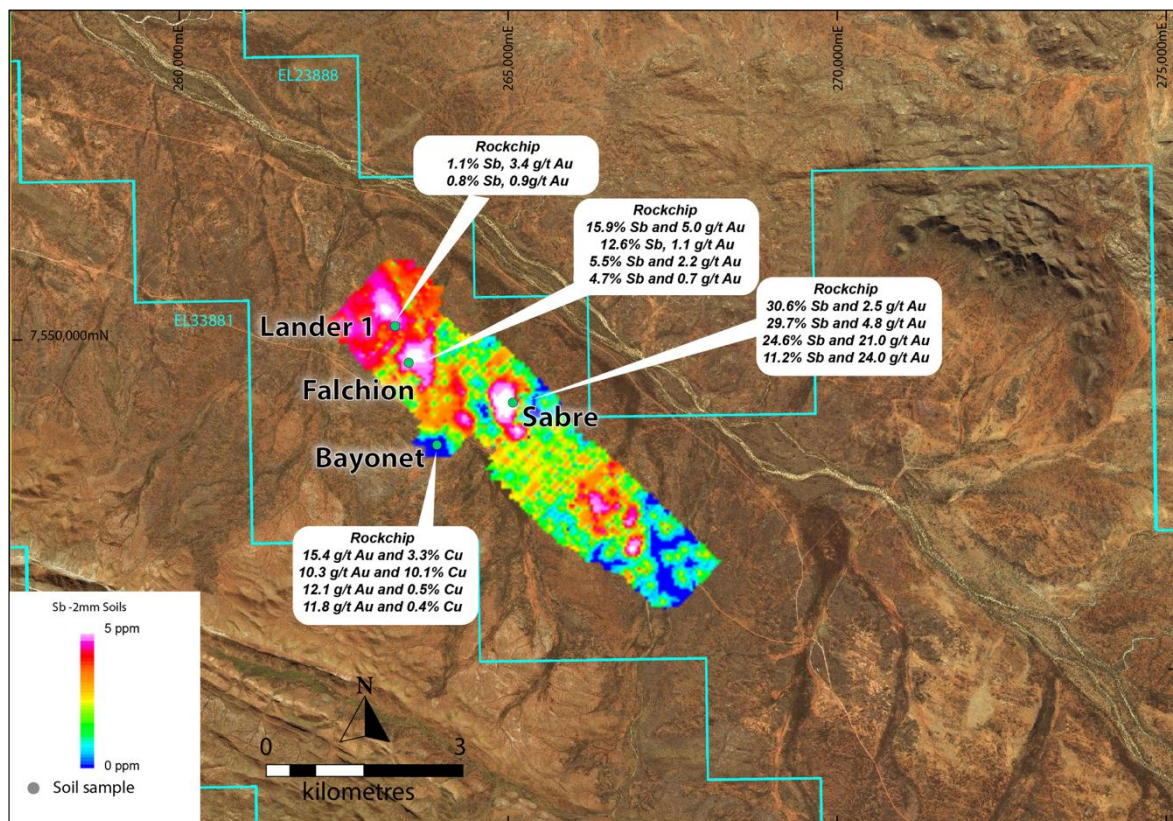 260,000mE
265,000mE
270,000mE
275,000mE
EL23888
Rockchip
1.1% Sb, 3.4 g/t Au
0.8% Sb, 0.9g/t Au
Rockchip
15.9% Sb and 5.0 g/t Au
12.6% Sb, 1.1 g/t Au
5.5% Sb and 2.2 g/t Au
4.7% Sb and 0.7 g/t Au
Rockchip
30.6% Sb and 2.5 g/t Au
29.7% Sb and 4.8 g/t Au
24.6% Sb and 21.0 g/t Au
11.2% Sb and 24.0 g/t Au
EL33881
7,550,000mN
Lander 1
Falchion
Sabre
Bayonet
Rockchip
15.4 g/t Au and 3.3% Cu
10.3 g/t Au and 10.1% Cu
12.1 g/t Au and 0.5% Cu
11.8 g/t Au and 0.4% Cu
Sb -2mm Soils
5 ppm
0 ppm
Soil sample
N
0 3
kilometres